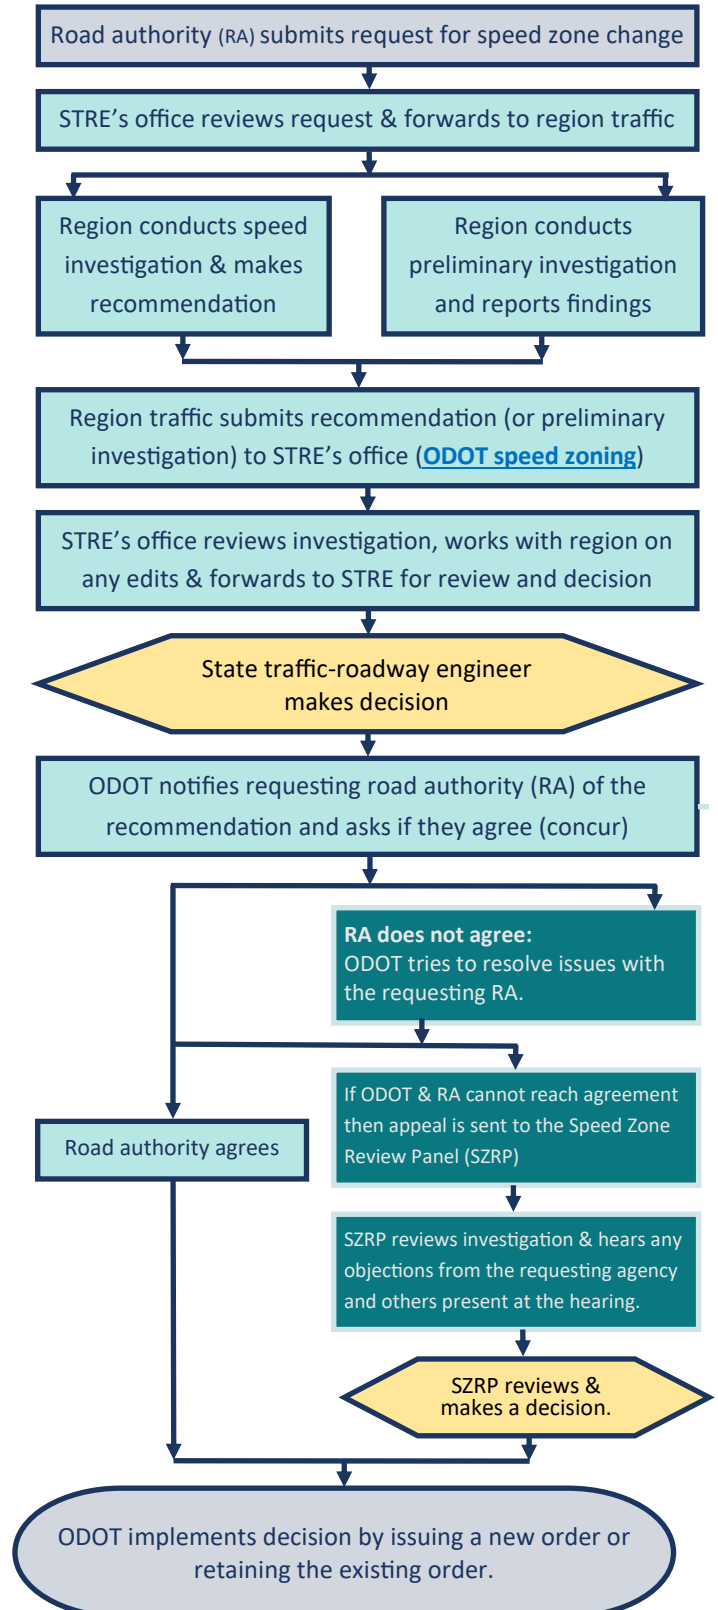 Road authority (RA) submits request for speed zone change
STRE’s office reviews request & forwards to region traffic
Region conducts speed
investigation & makes
recommendation
Region conducts
preliminary investigation
and reports findings
Region traffic submits recommendation (or preliminary
investigation) to STRE’s office (ODOT speed zoning)
STRE’s office reviews investigation, works with region on
any edits & forwards to STRE for review and decision
State traffic-roadway engineer
makes decision
ODOT notifies requesting road authority (RA) of the
recommendation and asks if they agree (concur)
RA does not agree:
ODOT tries to resolve issues with
the requesting RA.
If ODOT & RA cannot reach agreement
then appeal is sent to the Speed Zone
Review Panel (SZRP)
Road authority agrees
SZRP reviews investigation & hears any
objections from the requesting agency
and others present at the hearing.
SZRP reviews &
makes a decision.
ODOT implements decision by issuing a new order or
retaining the existing order.